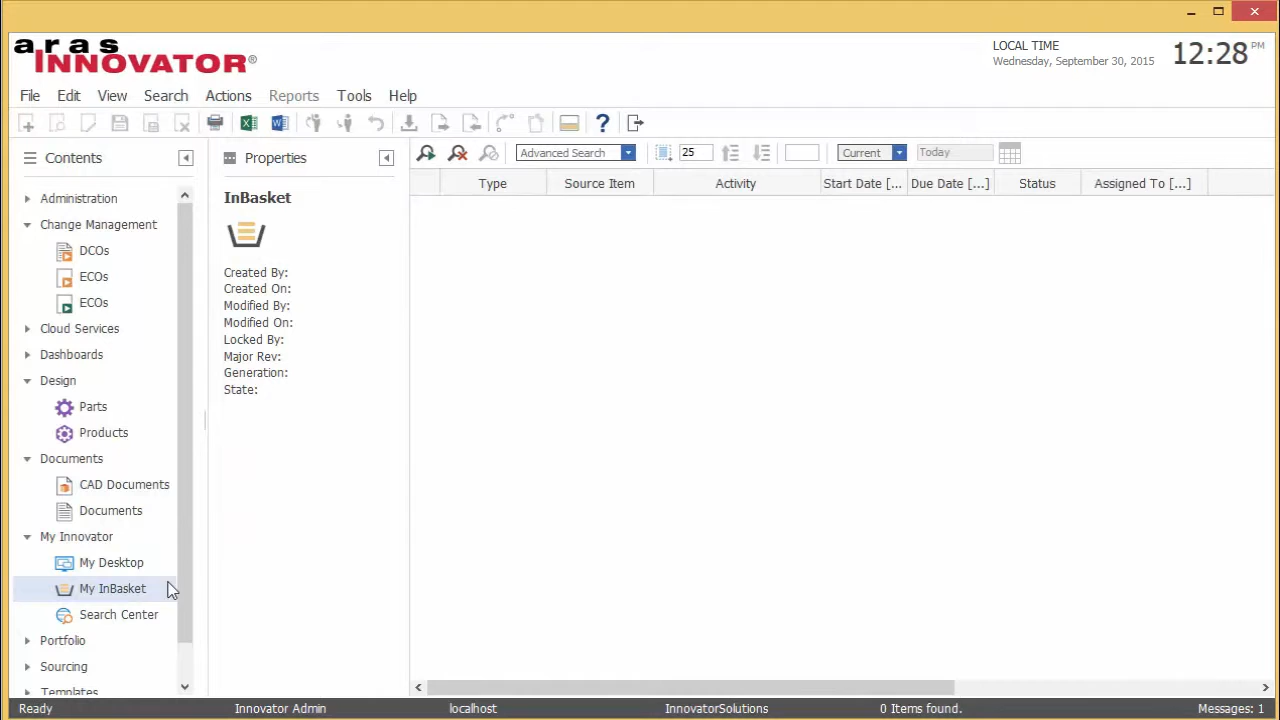 aras
INNOVATOR®
LOCAL TIME
Wednesday, September 30, 2015
12:28 PM
File Edit View Search Actions Reports Tools Help
Contents
Properties
Advanced Search
25
Current
Today
Type Source Item Activity Start Date [... Due Date [...] Status Assigned To [...]
Administration
Change Management
DCOs
ECOs
ECOs
Cloud Services
Dashboards
Design
Parts
Products
Documents
CAD Documents
Documents
My Innovator
My Desktop
My InBasket
Search Center
Portfolio
Sourcing
Templates
InBasket
Created By:
Created On:
Modified By:
Modified On:
Locked By:
Major Rev:
Generation:
State:
Ready Innovator Admin localhost InnovatorSolutions 0 Items found. Messages: 1